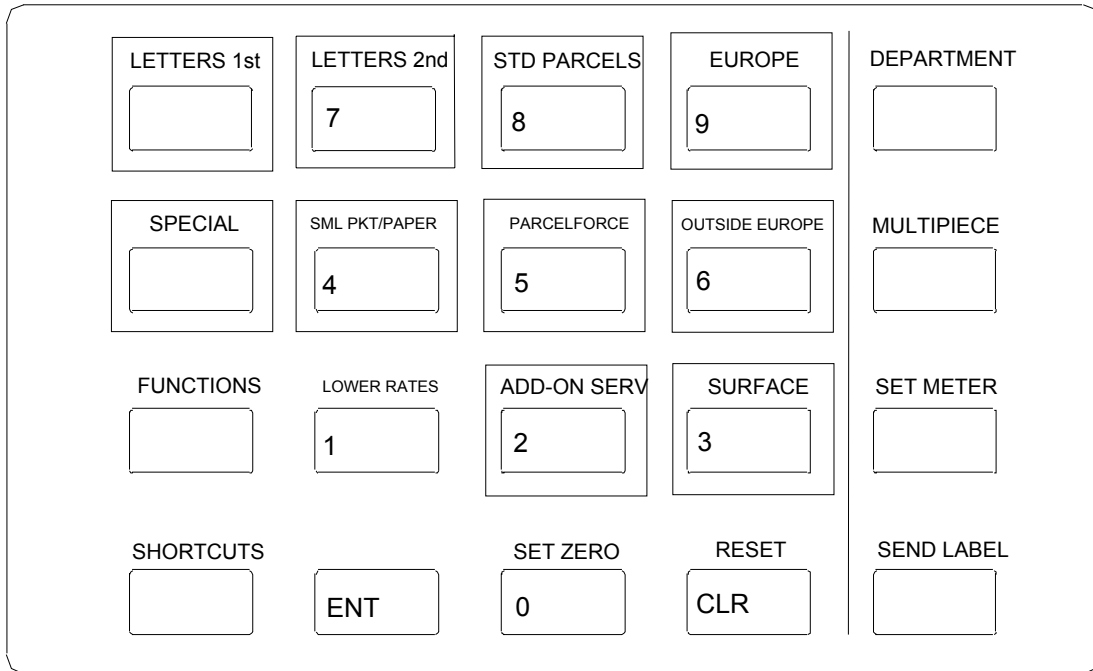 LETTERS 1st LETTERS 2nd STD PARCELS EUROPE DEPARTMENT
7 8 9
SPECIAL SML PKT/PAPER PARCELFORCE OUTSIDE EUROPE MULTIPIECE
4 5 6
FUNCTIONS LOWER RATES ADD-ON SERV SURFACE SET METER
1 2 3
SHORTCUTS SET ZERO RESET SEND LABEL
ENT 0 CLR